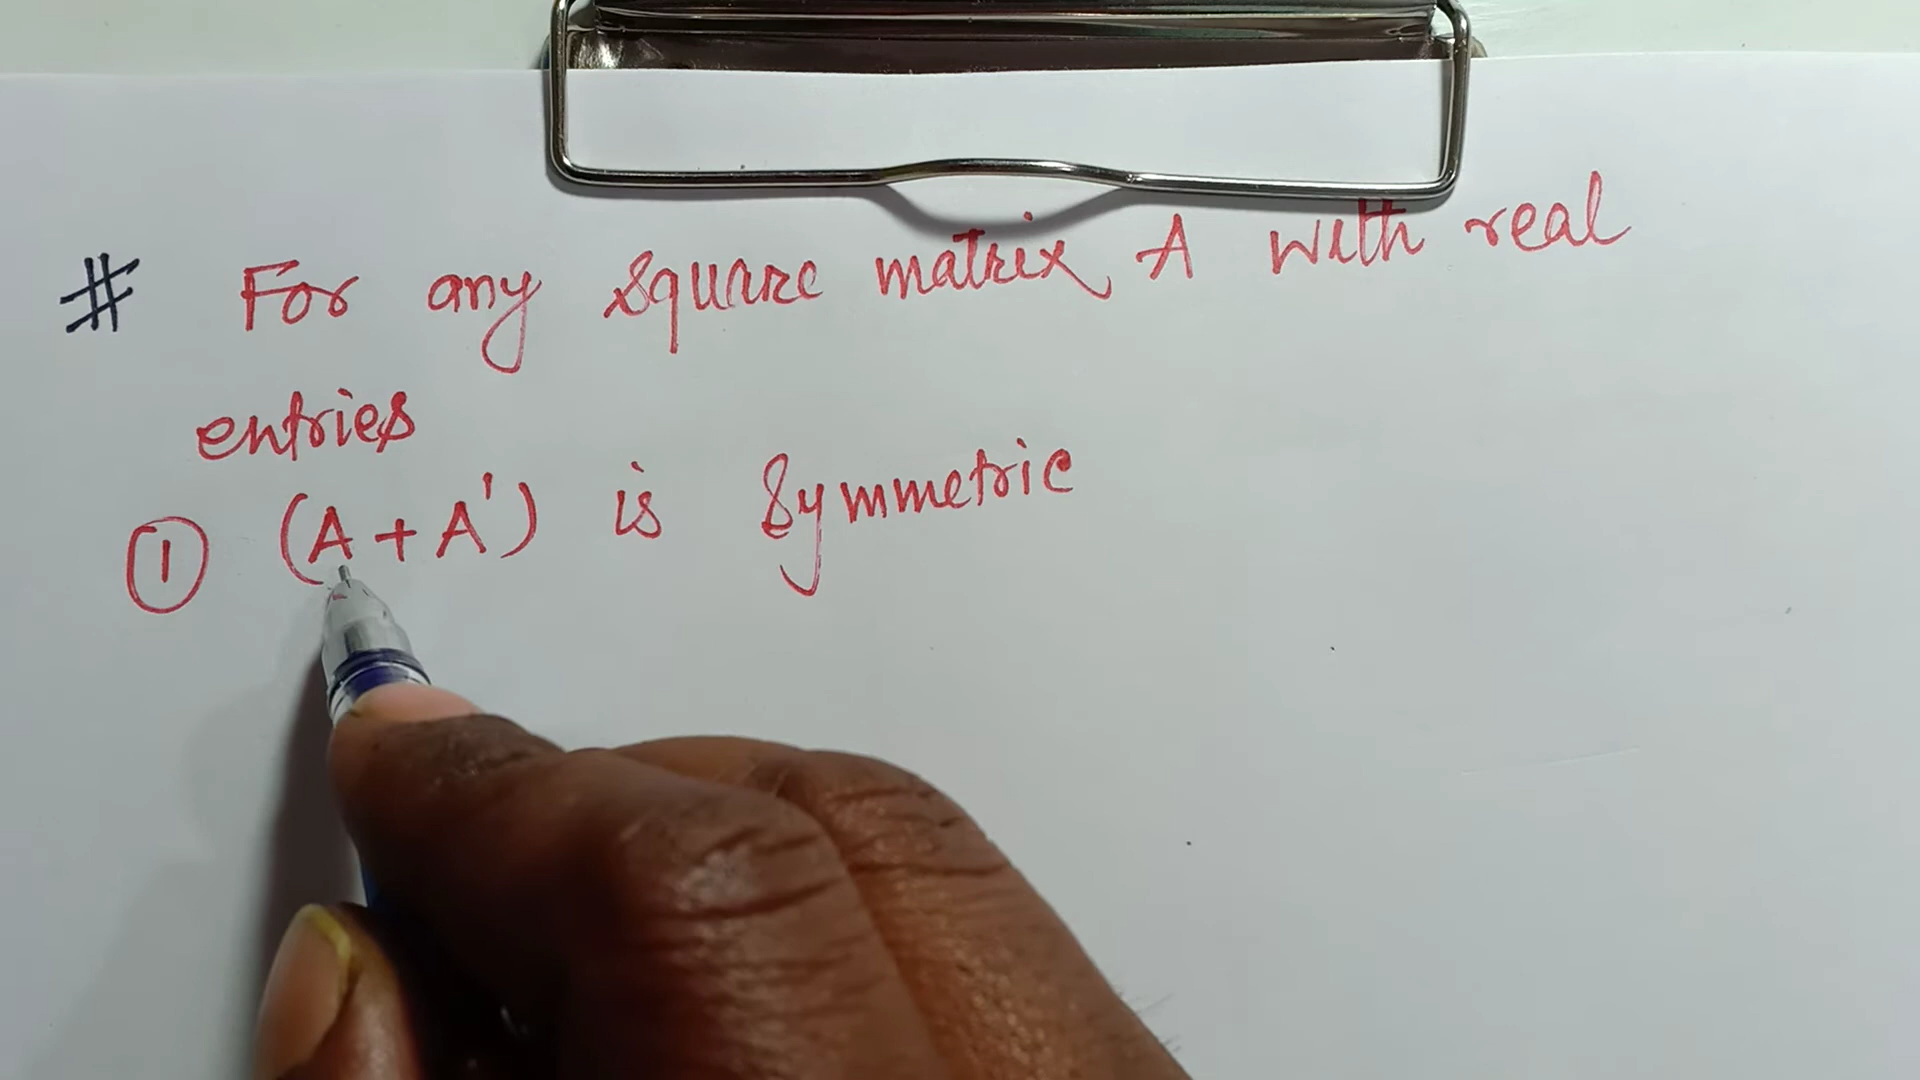 # For any square matrix A with real
entries
① (A + A') is Symmetric